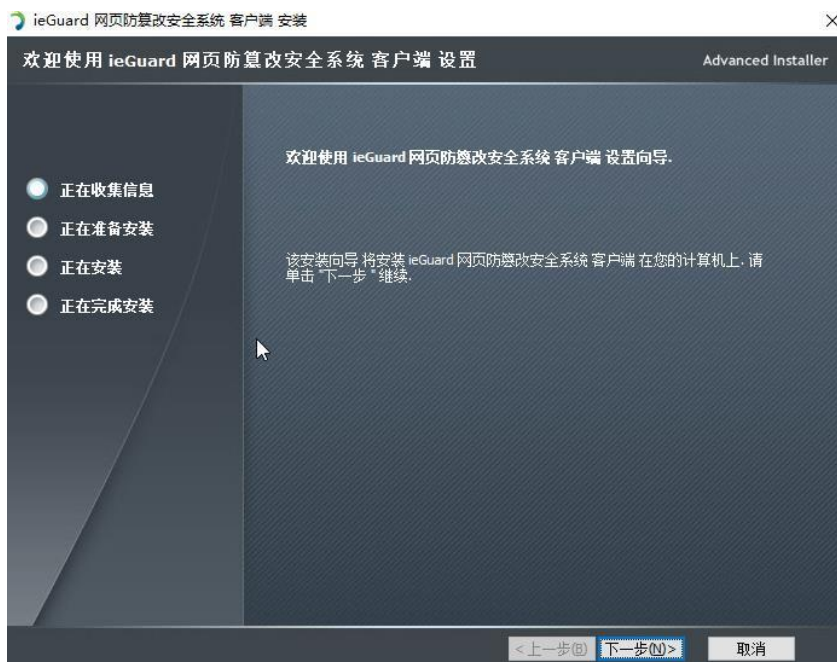 ieGuard 网页防篡改安全系统 客户端 安装
欢迎使用 ieGuard 网页防篡改安全系统 客户端 设置
Advanced Installer
正在收集信息
正在准备安装
正在安装
正在完成安装
欢迎使用 ieGuard 网页防篡改安全系统 客户端 设置向导.
该安装向导 将安装 ieGuard 网页防篡改安全系统 客户端 在您的计算机上. 请
单击 "下一步 " 继续.
<上一步(B) 下一步(N)> 取消